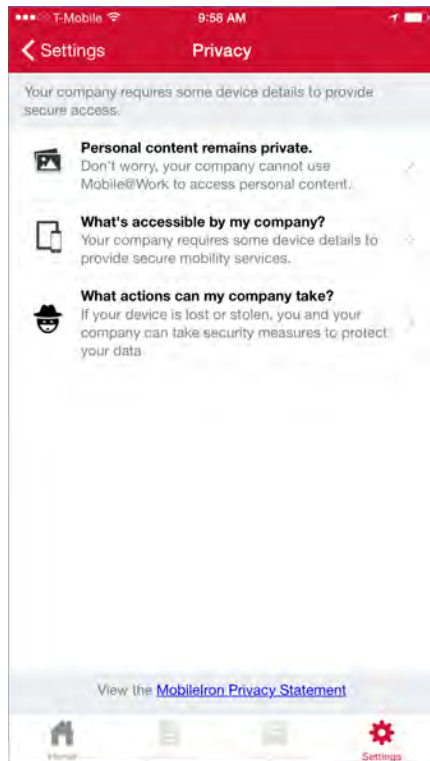 T-Mobile 9:58 AM
Settings Privacy
Your company requires some device details to provide
secure access.
Personal content remains private.
Don't worry, your company cannot use
Mobile@Work to access personal content.
What's accessible by my company?
Your company requires some device details to
provide secure mobility services.
What actions can my company take?
If your device is lost or stolen, you and your
company can take security measures to protect
your data
View the MobileIron Privacy Statement
Home Settings